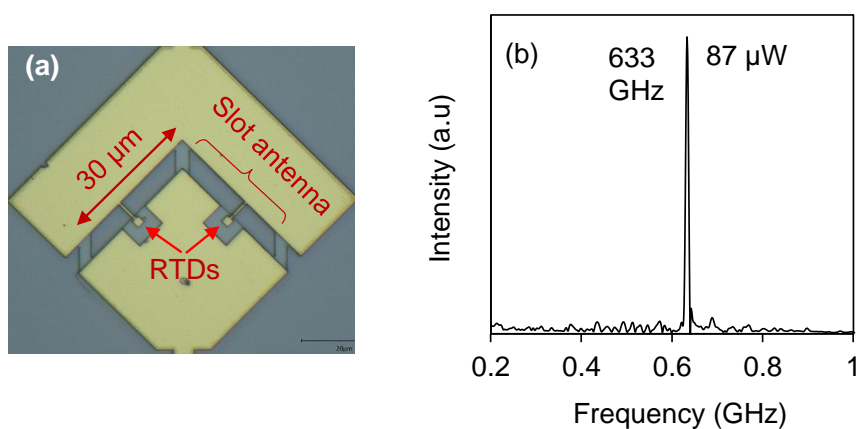 (a)
30 µm
Slot antenna
RTDs
20µm
(b)
633
GHz
87 µW
Intensity (a.u)
0.2
0.4
0.6
0.8
1
Frequency (GHz)